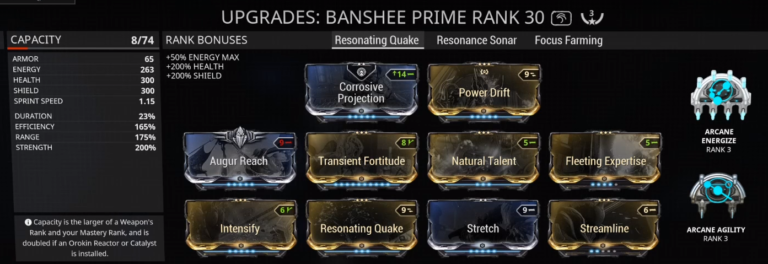 UPGRADES: BANSHEE PRIME RANK 30 3
CAPACITY 8/74
ARMOR 65
ENERGY 263
HEALTH 300
SHIELD 300
SPRINT SPEED 1.15
DURATION 23%
EFFICIENCY 165%
RANGE 175%
STRENGTH 200%
Capacity is the larger of a Weapon's
Rank and your Mastery Rank, and is
doubled if an Orokin Reactor or Catalyst
is installed.
RANK BONUSES
+50% ENERGY MAX
+200% HEALTH
+200% SHIELD
Resonating Quake Resonance Sonar Focus Farming
14
Corrosive
Projection
9
Power Drift
9
Augur Reach
8
Transient Fortitude
5
Natural Talent
5
Fleeting Expertise
6
Intensify
9
Resonating Quake
9
Stretch
6
Streamline
ARCANE
ENERGIZE
RANK 3
ARCANE AGILITY
RANK 3